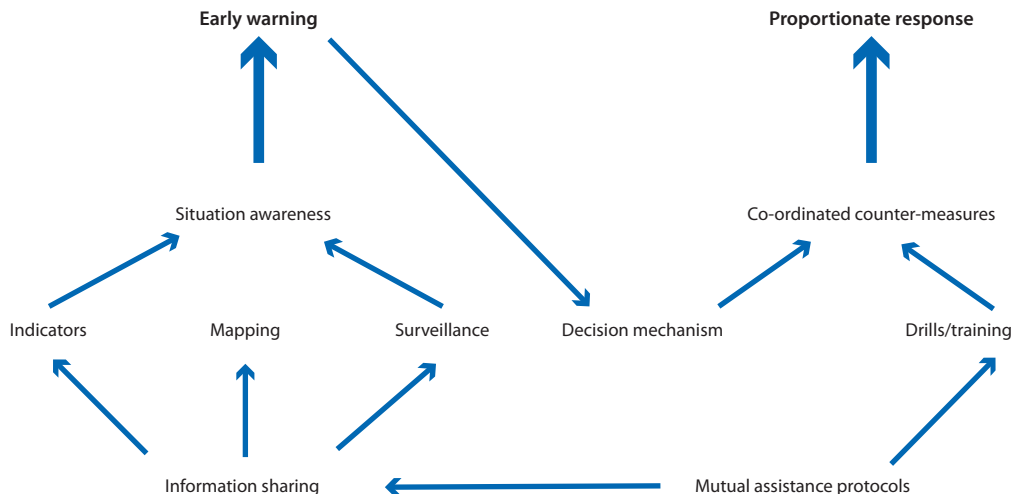 Early warning
Proportionate response
Situation awareness
Co-ordinated counter-measures
Indicators
Mapping
Surveillance
Decision mechanism
Drills/training
Information sharing
Mutual assistance protocols